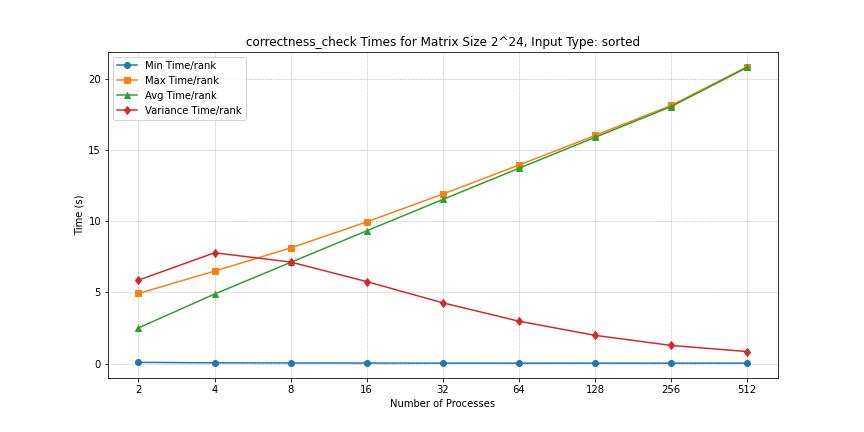 correctness_check Times for Matrix Size 2^24, Input Type: sorted
Min Time/rank
Max Time/rank
Avg Time/rank
Variance Time/rank
Time (s)
20
15
10
5
0
2 4 8 16 32 64 128 256 512
Number of Processes